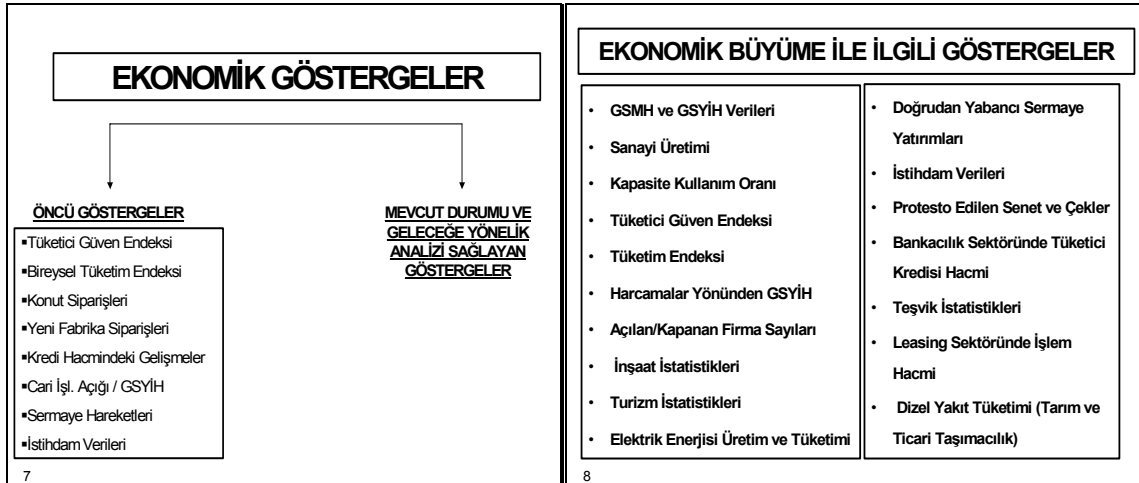 EKONOMİK GÖSTERGELER
ÖNCÜ GÖSTERGELER
▪Tüketici Güven Endeksi
▪Bireysel Tüketim Endeksi
▪Konut Siparişleri
▪Yeni Fabrika Siparişleri
▪Kredi Hacmindeki Gelişmeler
▪Cari İşl. Açığı / GSYİH
▪Sermaye Hareketleri
▪İstihdam Verileri
MEVCUT DURUMU VE
GELECEĞE YÖNELİK
ANALİZİ SAĞLAYAN
GÖSTERGELER
7
EKONOMİK BÜYÜME İLE İLGİLİ GÖSTERGELER
• GSMH ve GSYİH Verileri
• Sanayi Üretimi
• Kapasite Kullanım Oranı
• Tüketici Güven Endeksi
• Tüketim Endeksi
• Harcamalar Yönünden GSYİH
• Açılan/Kapanan Firma Sayıları
• İnşaat İstatistikleri
• Turizm İstatistikleri
• Elektrik Enerjisi Üretim ve Tüketimi
• Doğrudan Yabancı Sermaye
Yatırımları
• İstihdam Verileri
• Protesto Edilen Senet ve Çekler
• Bankacılık Sektöründe Tüketici
Kredisi Hacmi
• Teşvik İstatistikleri
• Leasing Sektöründe İşlem
Hacmi
• Dizel Yakıt Tüketimi (Tarım ve
Ticari Taşımacılık)
8